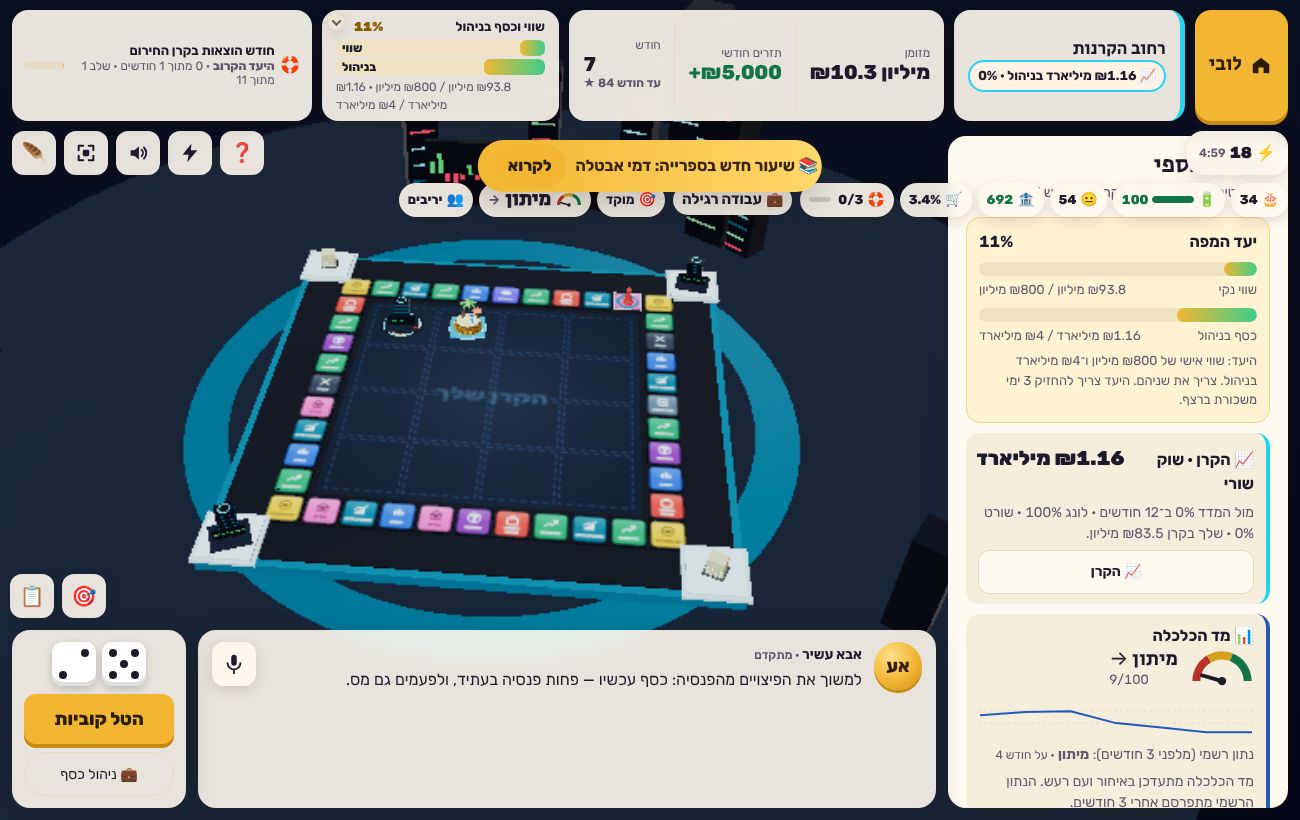 לובי
רחוב הקרנות
📈 ₪1.16 מיליארד בניהול · 0%
מזומן
₪10.3 מיליון
תזרים חודשי
+₪5,000
חודש
7
עד חודש 84 ★
שווי וכסף בניהול
11%
שווי
בניהול
₪93.8 מיליון / ₪800 מיליון · ₪1.16
מיליארד / ₪4 מיליארד
חודש הוצאות בקרן החירום
היעד הקרוב · 0 מתוך 1 חודשים · שלב 1
מתוך 11
⚡ 18 4:59
📚 שיעור חדש בספרייה: דמי אבטלה
לקרוא
🎂 34
🔋 100
😐 54
🏦 692
🛒 3.4%
🛟 0/3
💼 עבודה רגילה
🎯 מוקד
מיתון →
👥 יריבים
יעד המפה
11%
שווי נקי
₪93.8 מיליון / ₪800 מיליון
כסף בניהול
₪1.16 מיליארד / ₪4 מיליארד
היעד: שווי אישי של ₪800 מיליון ו־₪4 מיליארד
בניהול. צריך את שניהם. היעד צריך להחזיק 3 ימי
משכורת ברצף.
📈 הקרן · שוק
שורי
₪1.16 מיליארד
מול המדד 0% ב־12 חודשים · לונג 100% · שורט
0% · שלך בקרן ₪83.5 מיליון.
📈 הקרן
📊 מד הכלכלה
מיתון →
9/100
נתון רשמי (מלפני 3 חודשים): מיתון · על חודש 4
מד הכלכלה מתעדכן באיחור ועם רעש. הנתון
הרשמי מתפרסם אחרי 3 חודשים.
הקרן שלך
אע
אבא עשיר · מתקדם
למשוך את הפיצויים מהפנסיה: כסף עכשיו — פחות פנסיה בעתיד, ולפעמים גם מס.
הטל קוביות
💼 ניהול כסף